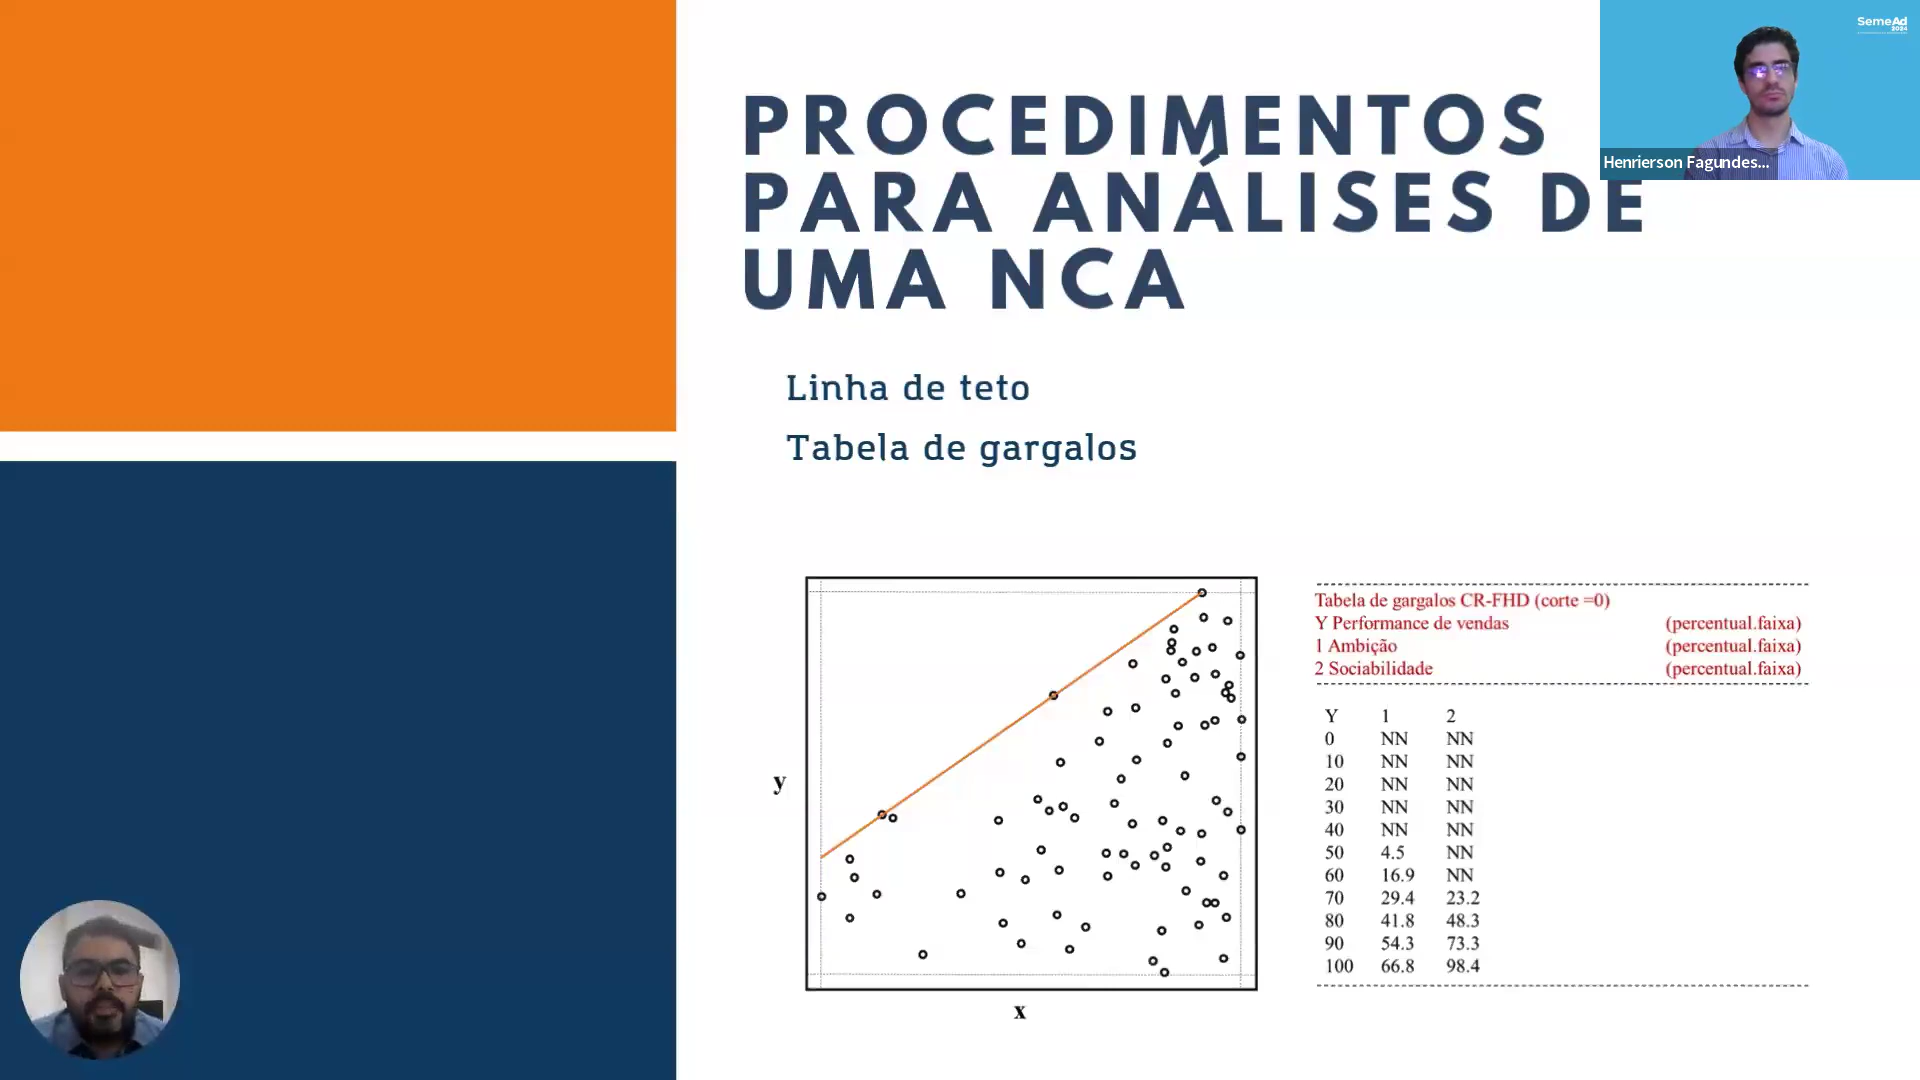 PROCEDIMENTOS
PARA ANÁLISES DE
UMA NCA
SemeAd
2024
Henrierson Fagundes...
Linha de teto
Tabela de gargalos
y
x
Tabela de gargalos CR-FHD (corte =0)
Y Performance de vendas (percentual.faixa)
1 Ambição (percentual.faixa)
2 Sociabilidade (percentual.faixa)
Y 1 2
0 NN NN
10 NN NN
20 NN NN
30 NN NN
40 NN NN
50 4.5 NN
60 16.9 NN
70 29.4 23.2
80 41.8 48.3
90 54.3 73.3
100 66.8 98.4